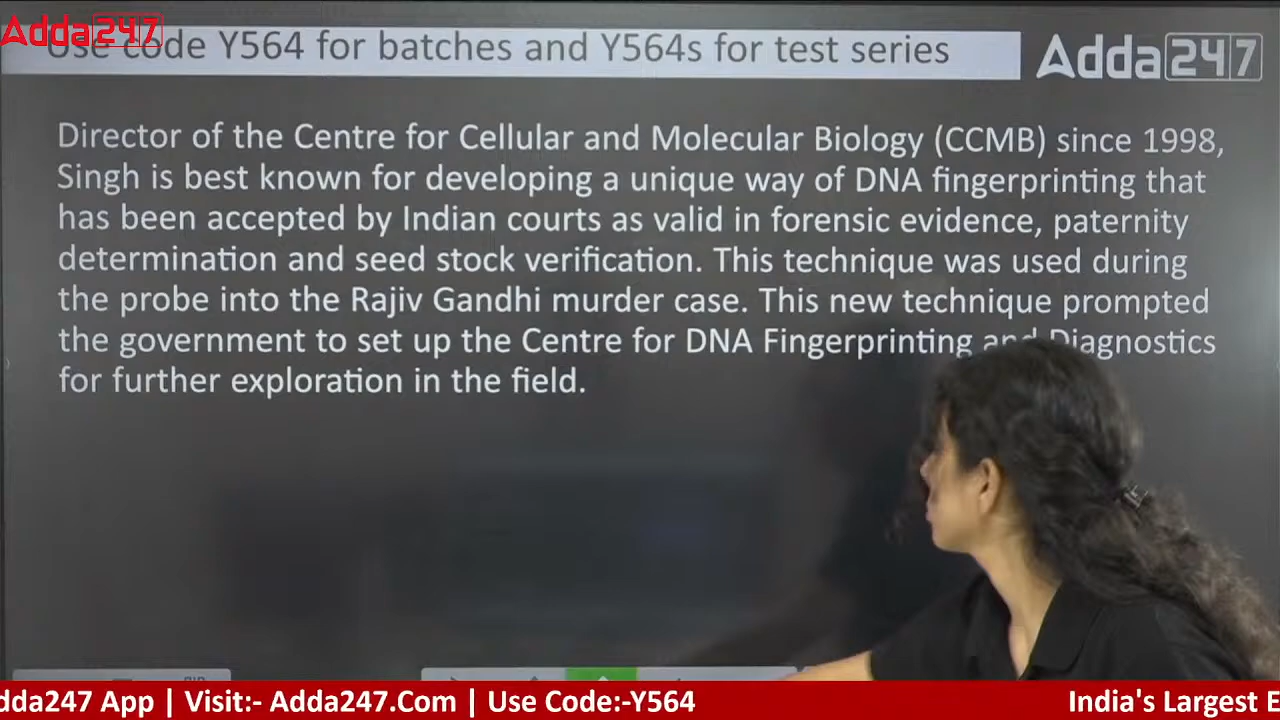 Adda247
Use code Y564 for batches and Y564s for test series
Adda247
Director of the Centre for Cellular and Molecular Biology (CCMB) since 1998,
Singh is best known for developing a unique way of DNA fingerprinting that
has been accepted by Indian courts as valid in forensic evidence, paternity
determination and seed stock verification. This technique was used during
the probe into the Rajiv Gandhi murder case. This new technique prompted
the government to set up the Centre for DNA Fingerprinting and Diagnostics
for further exploration in the field.
dda247 App | Visit:- Adda247.Com | Use Code:-Y564
India's Largest E